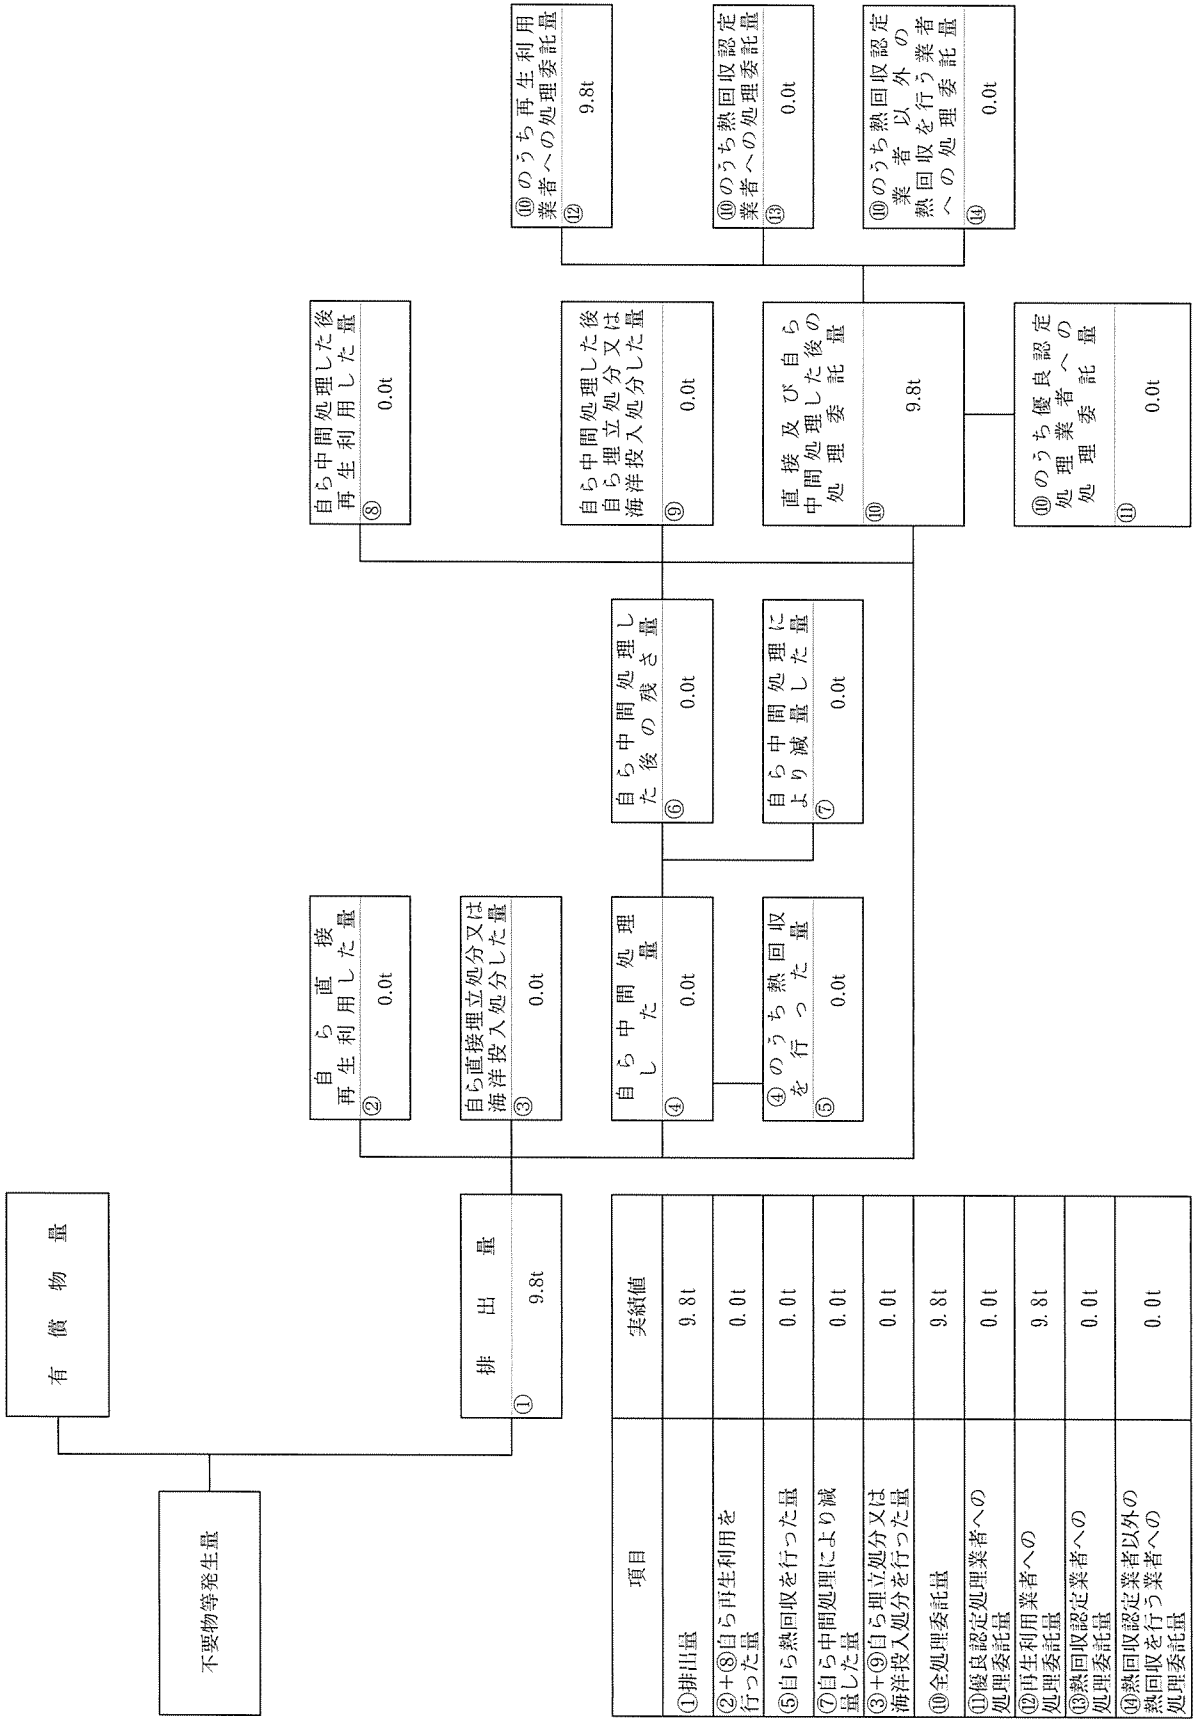 不要物等発生量
有償物量
排出量
①
9.8t
自ら直接
再生利用した量
②
0.0t
自ら直接埋立処分又は
海洋投入処分した量
③
0.0t
自ら中間処理
した量
④
0.0t
④のうち熱回収
を行った量
⑤
0.0t
自ら中間処理し
た後の残さ量
⑥
0.0t
自ら中間処理に
より減量した量
⑦
0.0t
自ら中間処理した後
再生利用した量
⑧
0.0t
自ら中間処理した後
自ら埋立処分又は
海洋投入処分した量
⑨
0.0t
直接及び自ら
中間処理した後の
処理委託量
⑩
9.8t
⑩のうち優良認定
処理業者への
処理委託量
⑪
0.0t
⑩のうち再生利用
業者への処理委託量
⑫
9.8t
⑩のうち熱回収認定
業者への処理委託量
⑬
0.0t
⑩のうち熱回収認定
業者以外の
熱回収を行う業者
への処理委託量
⑭
0.0t
項目 実績値
①排出量 9.8t
②+⑧自ら再生利用を
行った量 0.0t
⑤自ら熱回収を行った量 0.0t
⑦自ら中間処理により減
量した量 0.0t
③+⑨自ら埋立処分又は
海洋投入処分を行った量 0.0t
⑩全処理委託量 9.8t
⑪優良認定処理業者への
処理委託量 0.0t
⑫再生利用業者への
処理委託量 9.8t
⑬熱回収認定業者への
処理委託量 0.0t
⑭熱回収認定業者以外の
熱回収を行う業者への
処理委託量 0.0t